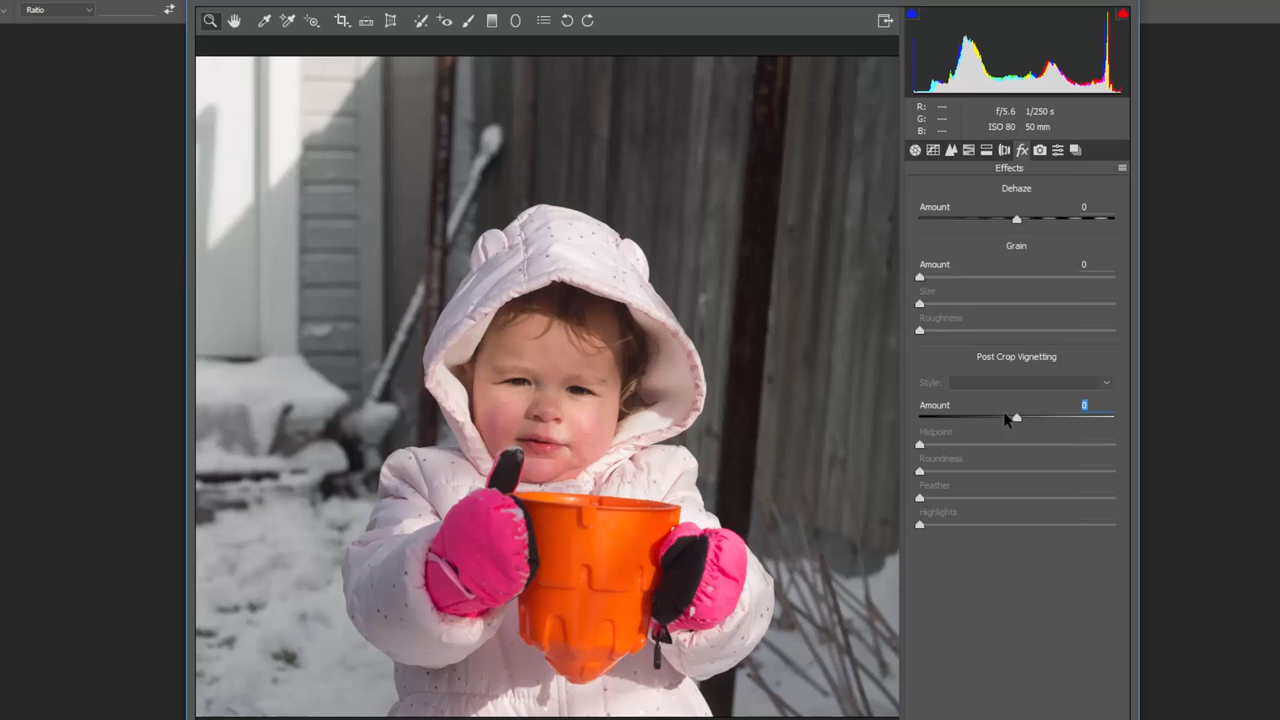 Ratio
R: ---
G: ---
B: ---
f/5.6 1/250 s
ISO 80 50 mm
fx
Effects
Dehaze
Amount 0
Grain
Amount 0
Size
Roughness
Post Crop Vignetting
Style:
Amount 0
Midpoint
Roundness
Feather
Highlights